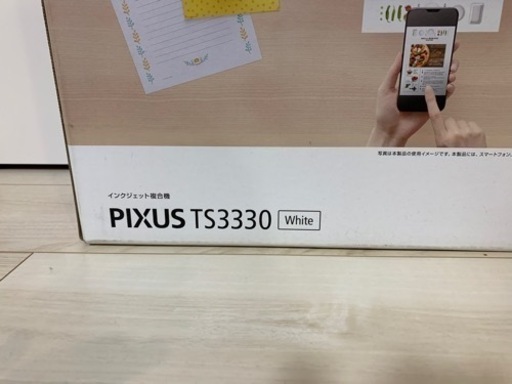 写真は本製品の使用イメージです。本製品には、スマートフォン、
インクジェット複合機
PIXUS TS3330 White